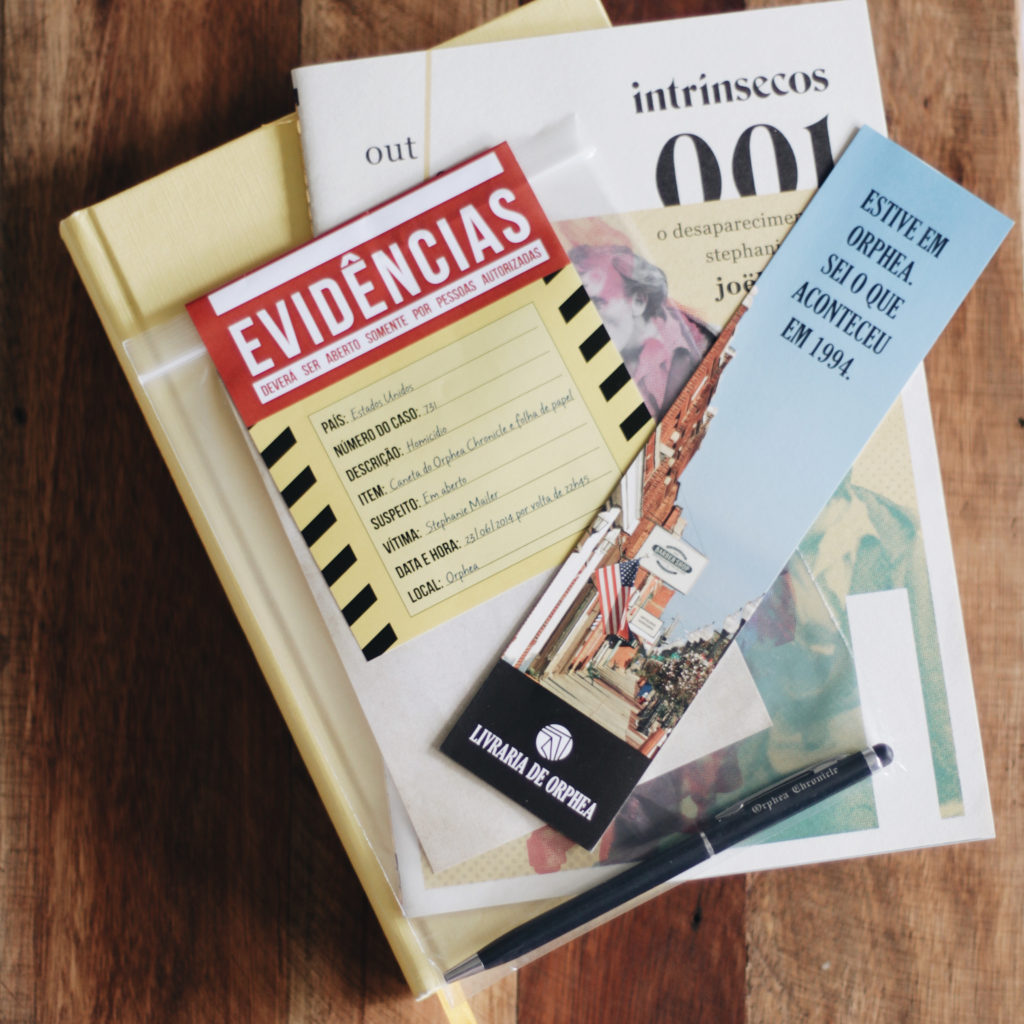 intrínsecos
out
001
o desaparecimen
stephani
joë
EVIDÊNCIAS
DEVERÁ SER ABERTO SOMENTE POR PESSOAS AUTORIZADAS
PAÍS: Estados Unidos
NÚMERO DO CASO: 731
DESCRIÇÃO: Homicídio
ITEM: Caneta do Orphea Chronicle e folha de papel
SUSPEITO: Em aberto
VÍTIMA: Stephanie Mailer
DATA E HORA: 23/06/2014 por volta de 22h45
LOCAL: Orphea
ESTIVE EM
ORPHEA.
SEI O QUE
ACONTECEU
EM 1994.
BARBER SHOP
LIVRARIA DE ORPHEA
Orphea Chronicle